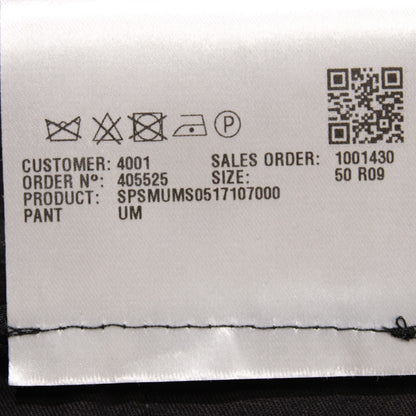 P
CUSTOMER: 4001 SALES ORDER: 1001430
ORDER Nº: 405525 SIZE: 50 R09
PRODUCT: SPSMUMS0517107000
PANT UM